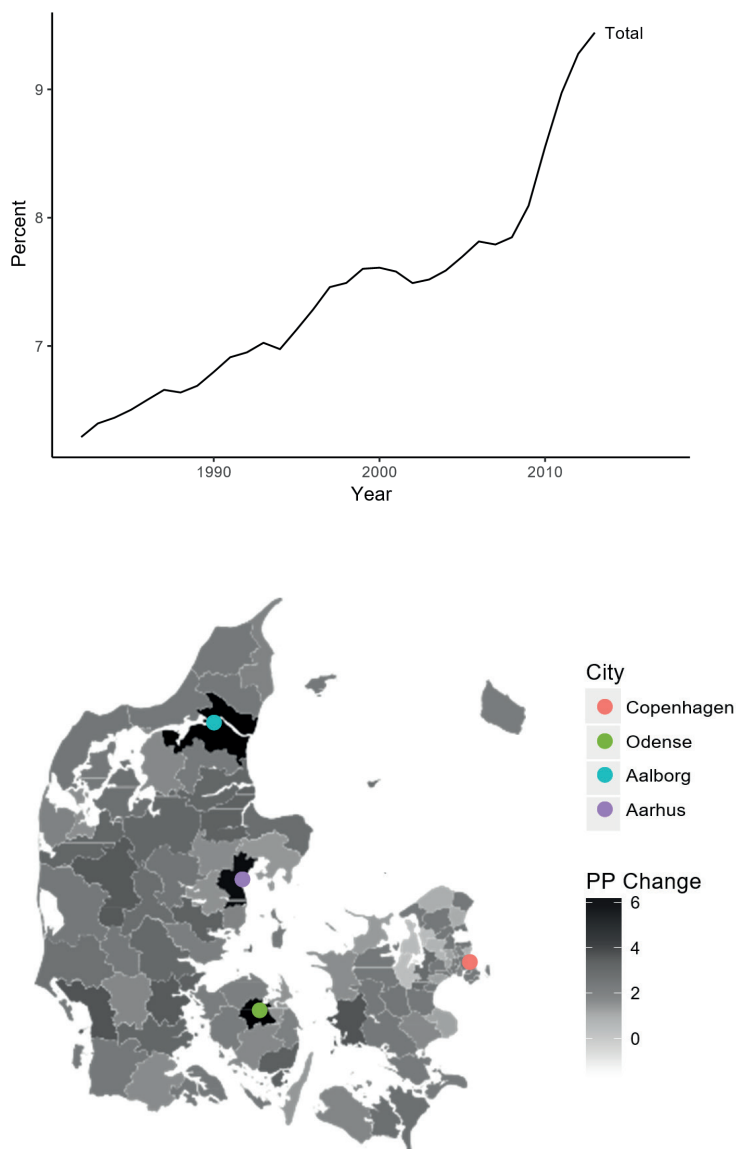 Total
9
8
7
Percent
1990
2000
2010
Year
City
Copenhagen
Odense
Aalborg
Aarhus
PP Change
6
4
2
0